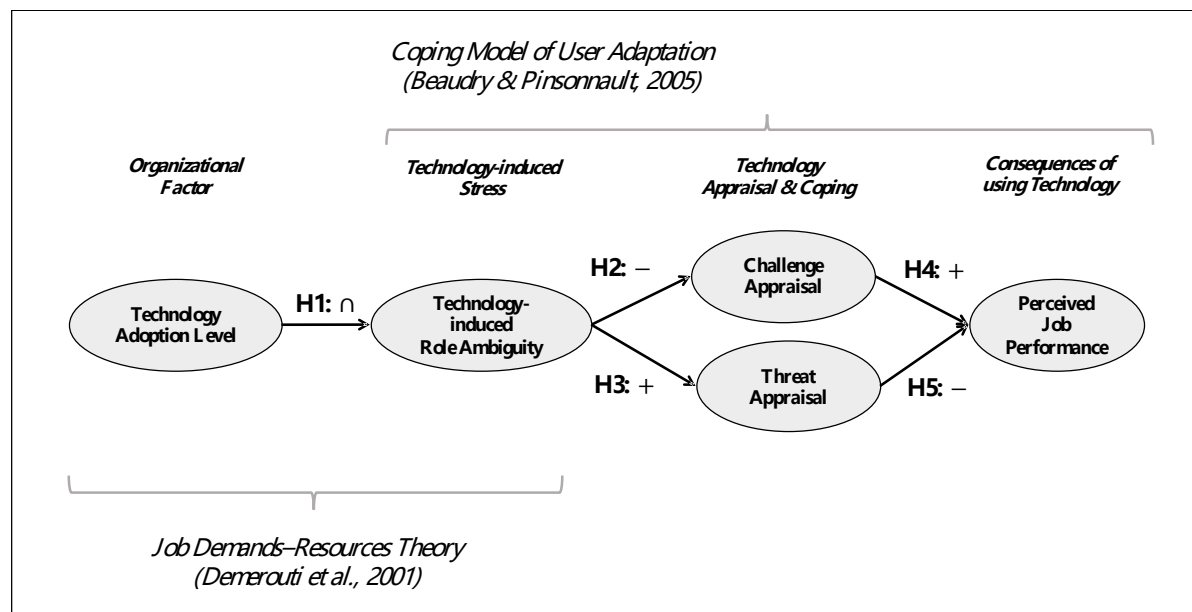 Coping Model of User Adaptation
(Beaudry & Pinsonnault, 2005)
Organizational
Factor
Technology-induced
Stress
Technology
Appraisal & Coping
Consequences of
using Technology
Technology
Adoption Level
H1: ∩
Technology-
induced
Role Ambiguity
H2: −
H3: +
Challenge
Appraisal
Threat
Appraisal
H4: +
H5: −
Perceived
Job
Performance
Job Demands–Resources Theory
(Demerouti et al., 2001)